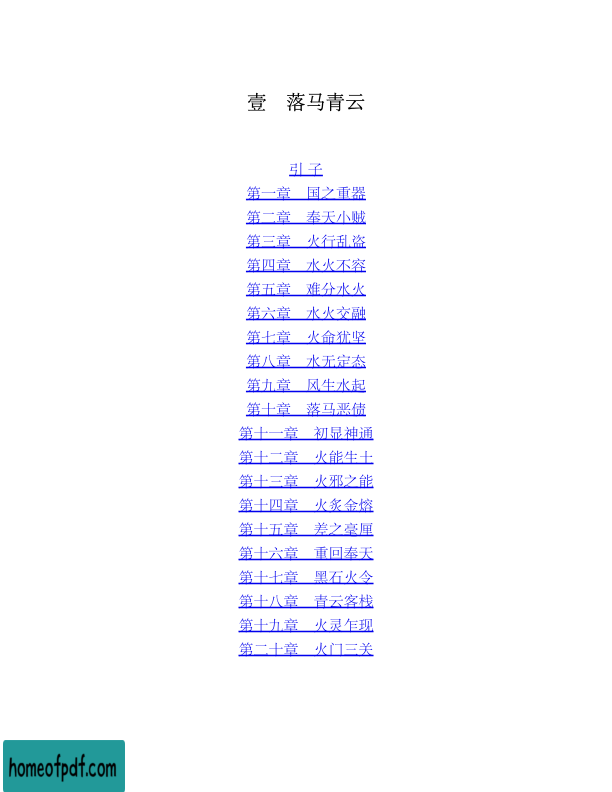 壹　落马青云
引 子
第一章　国之重器
第二章　奉天小贼
第三章　火行乱盗
第四章　水火不容
第五章　难分水火
第六章　水火交融
第七章　火命犹坚
第八章　水无定态
第九章　风生水起
第十章　落马恶债
第十一章　初显神通
第十二章　火能生土
第十三章　火邪之能
第十四章　火炙金熔
第十五章　差之毫厘
第十六章　重回奉天
第十七章　黑石火令
第十八章　青云客栈
第十九章　火灵乍现
第二十章　火门三关
homeofpdf.com